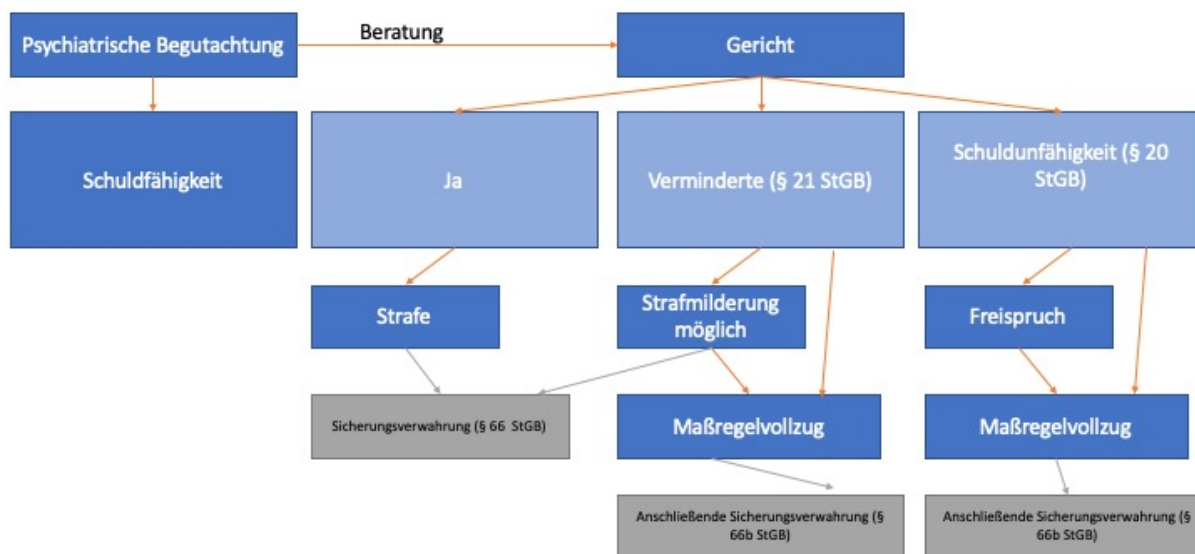 Psychiatrische Begutachtung
Beratung
Gericht
Schuldfähigkeit
Ja
Verminderte (§ 21 StGB)
Schuldunfähigkeit (§ 20
StGB)
Strafe
Strafmilderung
möglich
Freispruch
Sicherungsverwahrung (§ 66  StGB)
Maßregelvollzug
Maßregelvollzug
Anschließende Sicherungsverwahrung (§
66b StGB)
Anschließende Sicherungsverwahrung (§
66b StGB)